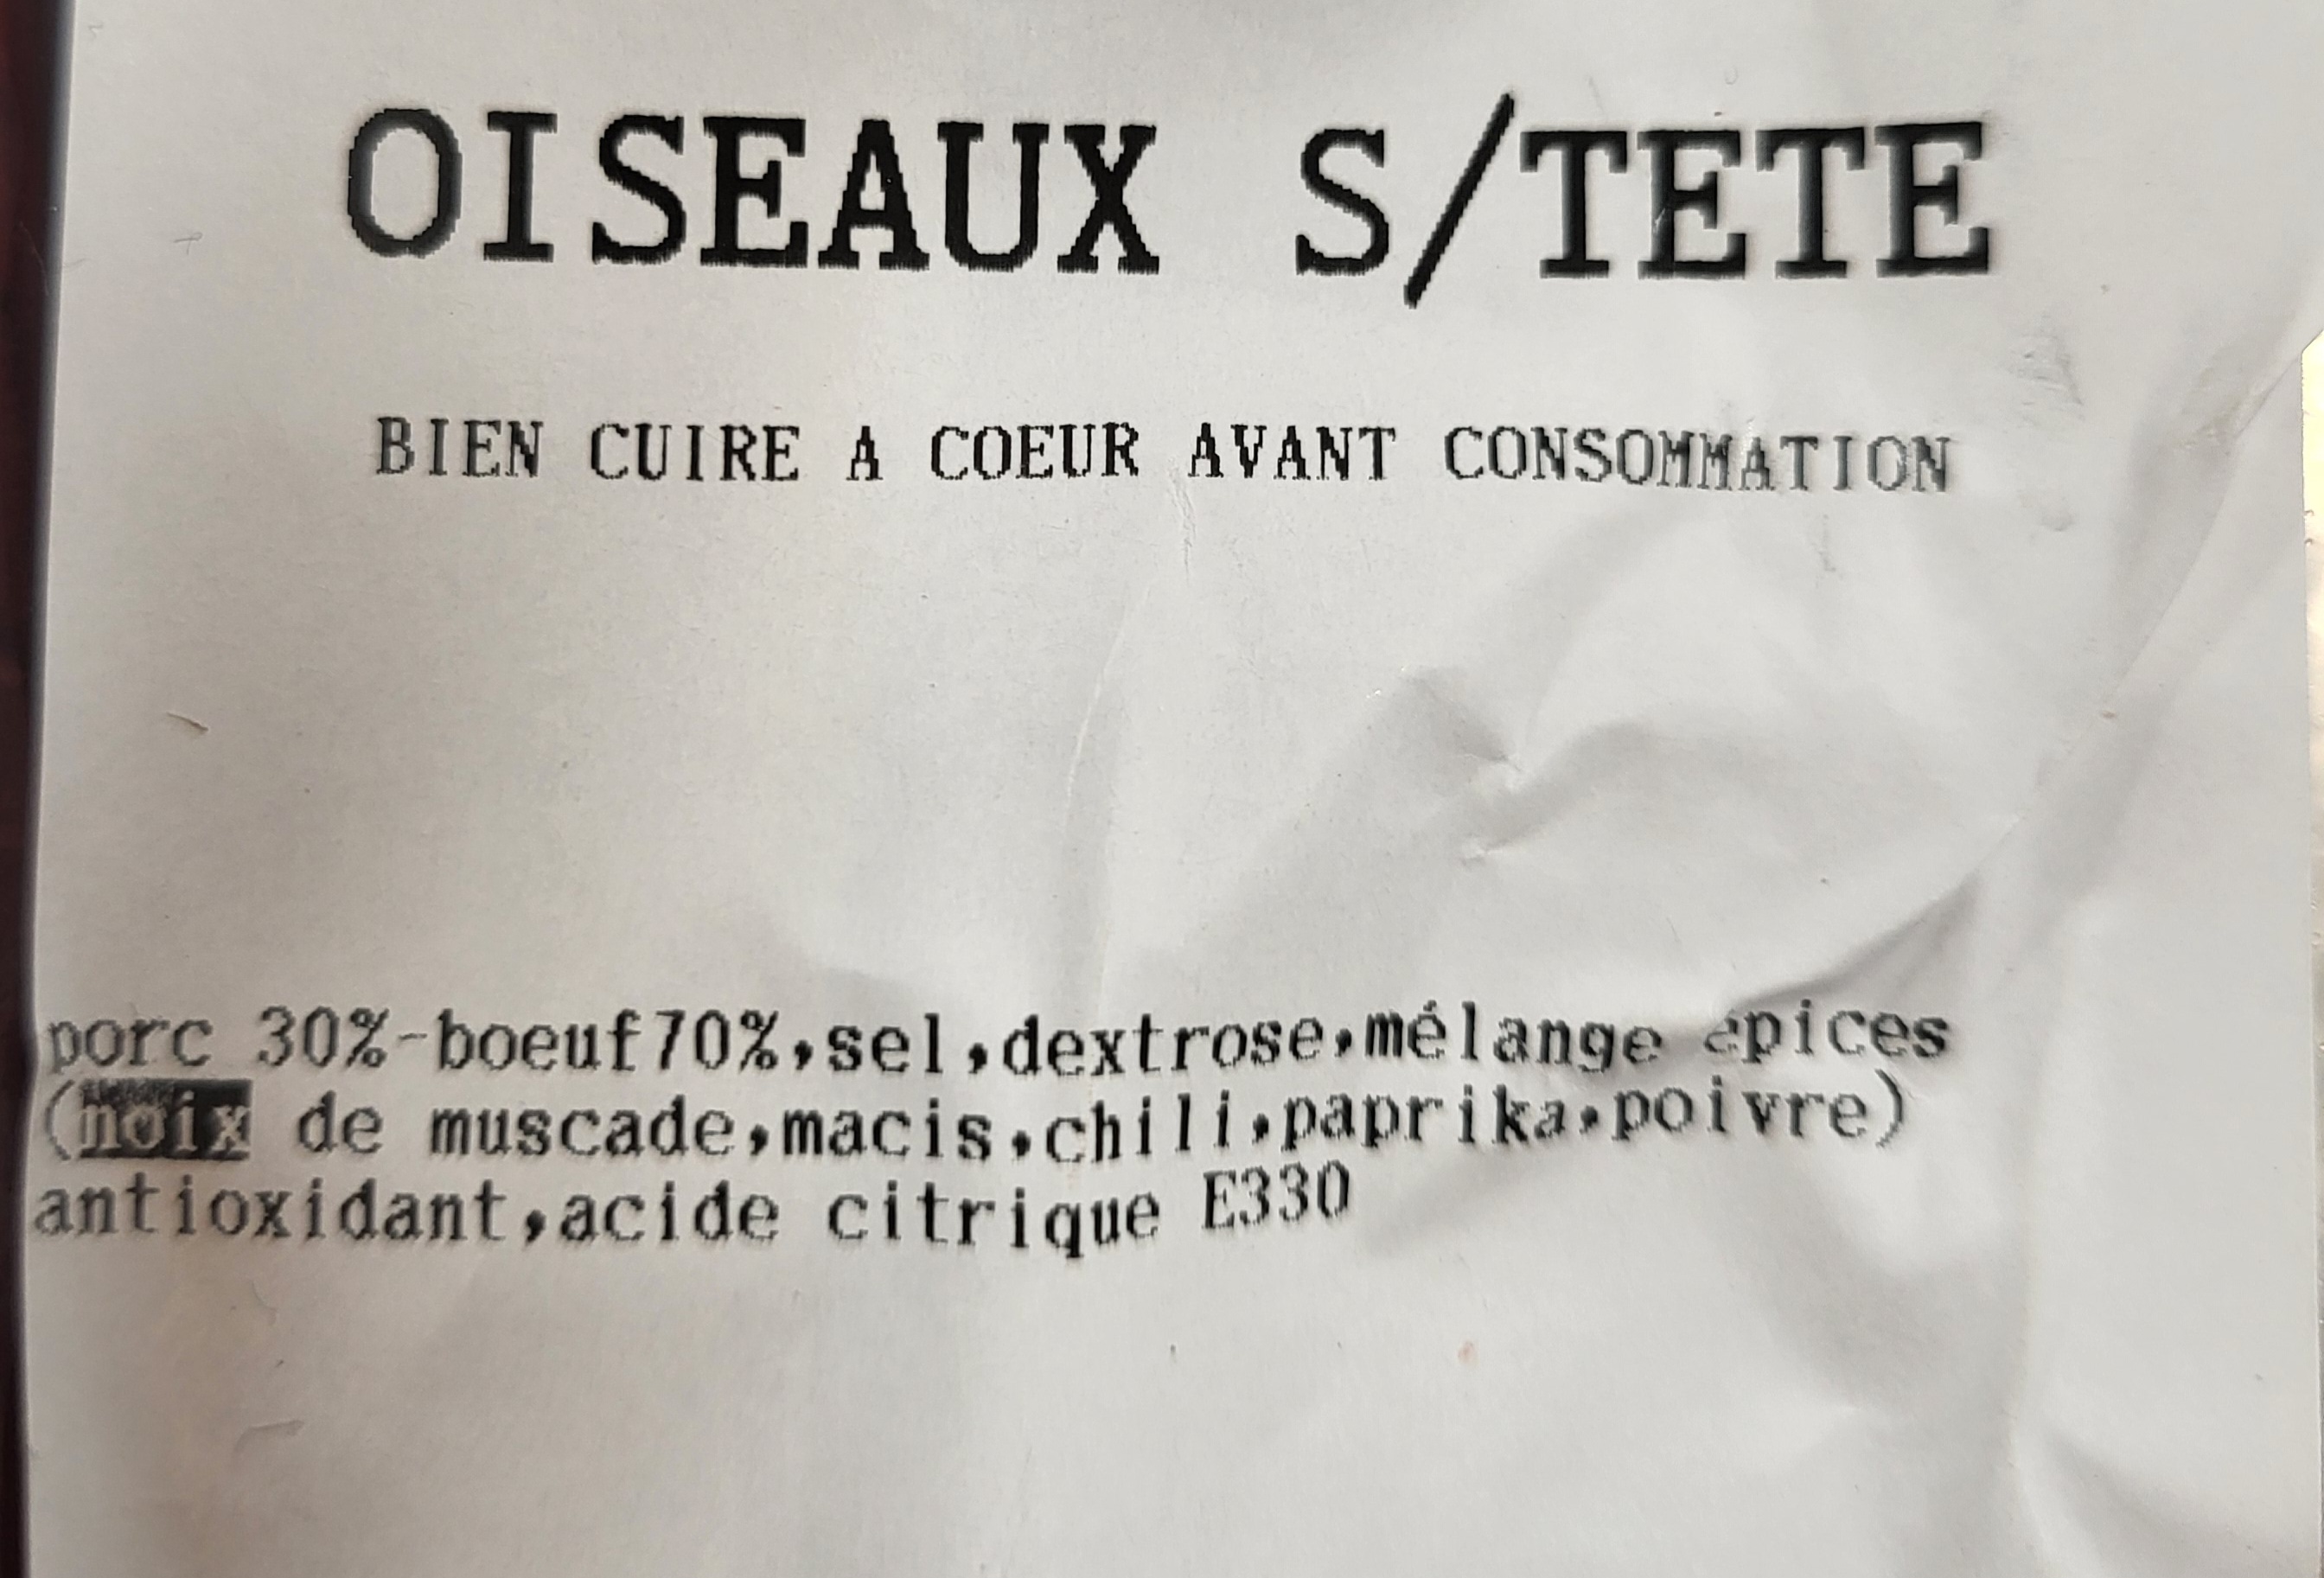 OISEAUX S/TETE
BIEN CUIRE A COEUR AVANT CONSOMMATION
porc 30%-boeuf70%,sel,dextrose,mélange épices
(noix de muscade,macis,chili,paprika,poivre)
antioxidant,acide citrique E330